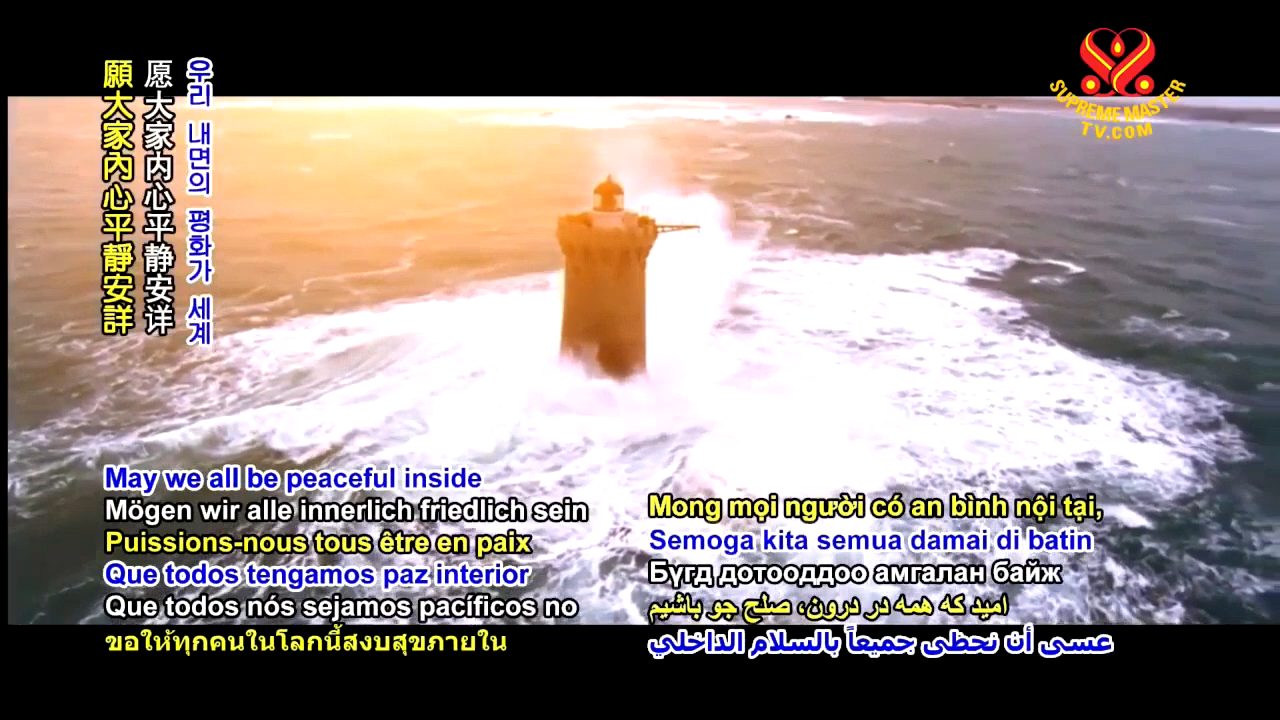 願大家內心平靜安詳
愿大家内心平静安详
우리 내면의 평화가 세계
SUPREME MASTER
TV.COM
May we all be peaceful inside
Mögen wir alle innerlich friedlich sein
Puissions-nous tous être en paix
Que todos tengamos paz interior
Que todos nós sejamos pacíficos no
ขอให้ทุกคนในโลกนี้สงบสุขภายใน
Mong mọi người có an bình nội tại,
Semoga kita semua damai di batin
Бүгд дотооддоо амгалан байж
امید که همه در درون، صلح جو باشیم
عسى أن نحظى جميعاً بالسلام الداخلي